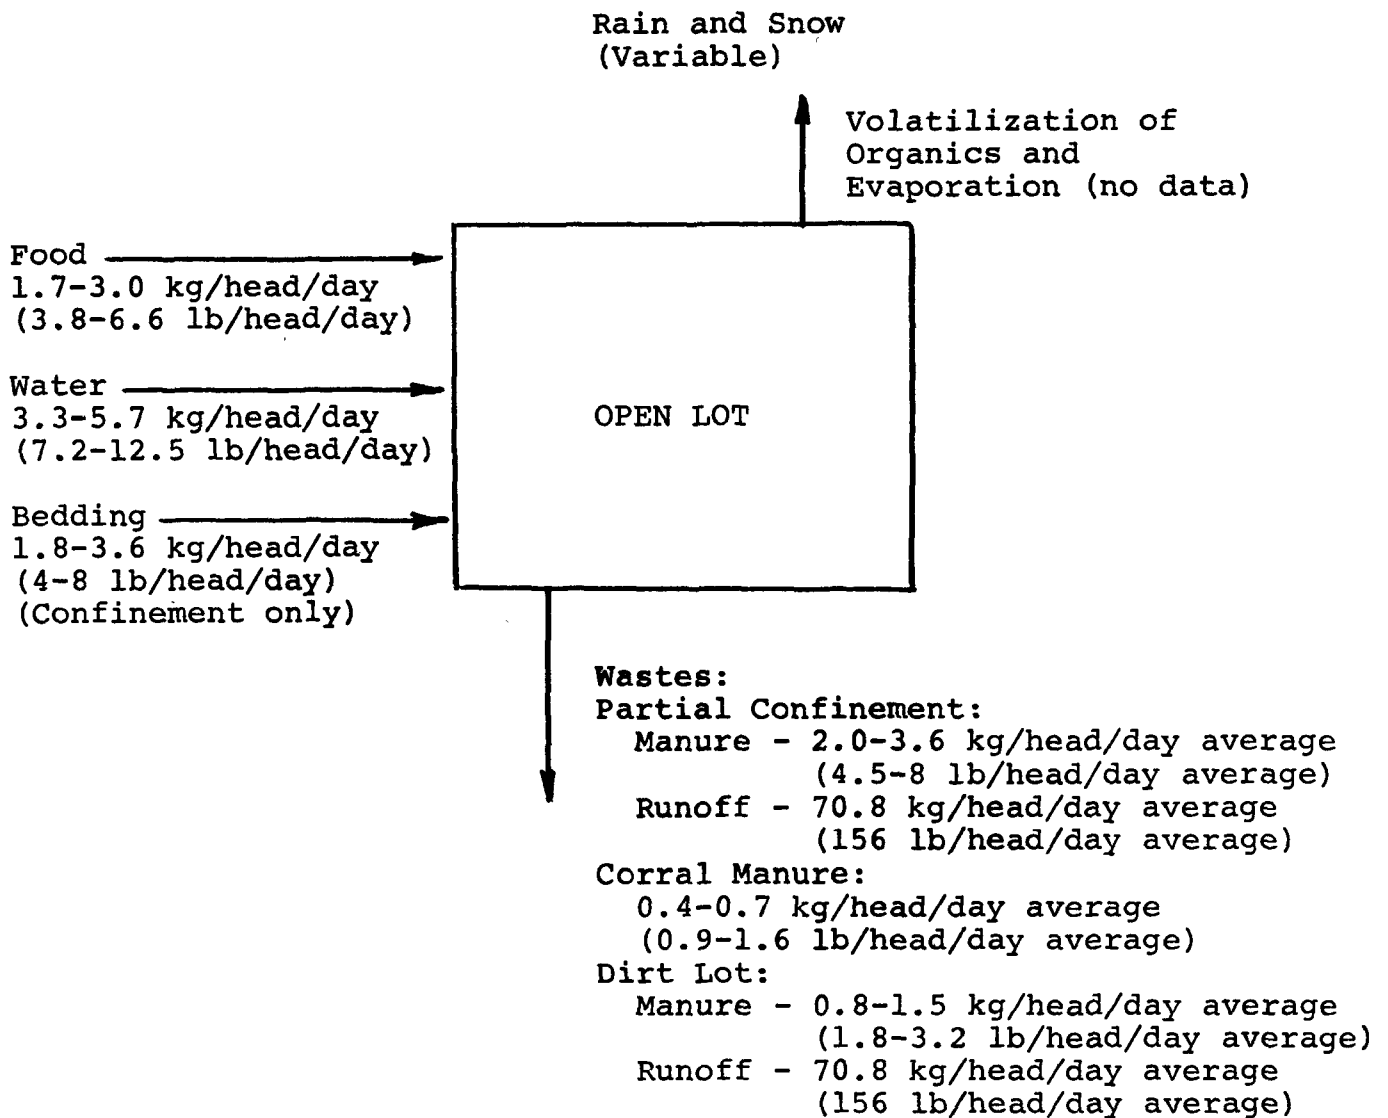 Rain and Snow
(Variable)
Volatilization of
Organics and
Evaporation (no data)
Food
1.7-3.0 kg/head/day
(3.8-6.6 lb/head/day)
Water
3.3-5.7 kg/head/day
(7.2-12.5 lb/head/day)
Bedding
1.8-3.6 kg/head/day
(4-8 lb/head/day)
(Confinement only)
OPEN LOT
Wastes:
Partial Confinement:
Manure - 2.0-3.6 kg/head/day average
(4.5-8 lb/head/day average)
Runoff - 70.8 kg/head/day average
(156 lb/head/day average)
Corral Manure:
0.4-0.7 kg/head/day average
(0.9-1.6 lb/head/day average)
Dirt Lot:
Manure - 0.8-1.5 kg/head/day average
(1.8-3.2 lb/head/day average)
Runoff - 70.8 kg/head/day average
(156 lb/head/day average)